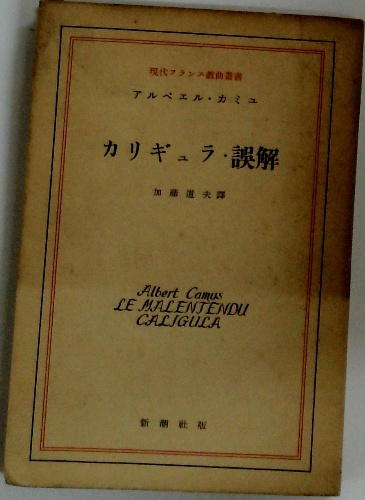 現代フランス戯曲叢書
アルベエル・カミユ
カリギュラ・誤解
加藤道夫譯
Albert Camus
LE MALENTENDU
CALIGULA
新潮社版